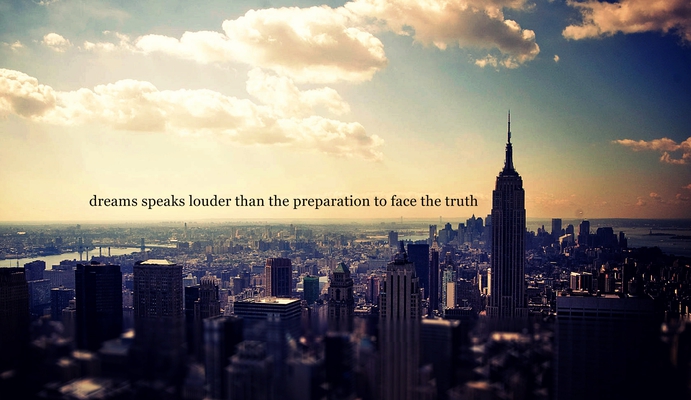 dreams speaks louder than the preparation to face the truth